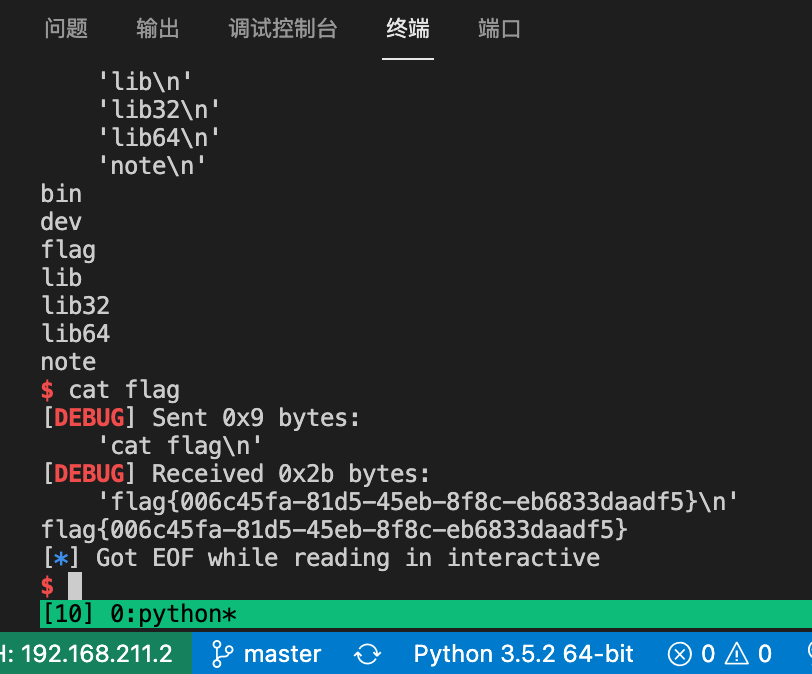 问题 输出 调试控制台 终端 端口
'lib\n'
'lib32\n'
'lib64\n'
'note\n'
bin
dev
flag
lib
lib32
lib64
note
$ cat flag
[DEBUG] Sent 0x9 bytes:
'cat flag\n'
[DEBUG] Received 0x2b bytes:
'flag{006c45fa-81d5-45eb-8f8c-eb6833daadf5}\n'
flag{006c45fa-81d5-45eb-8f8c-eb6833daadf5}
[*] Got EOF while reading in interactive
$
[10] 0:python*
H: 192.168.211.2 master Python 3.5.2 64-bit 0 0